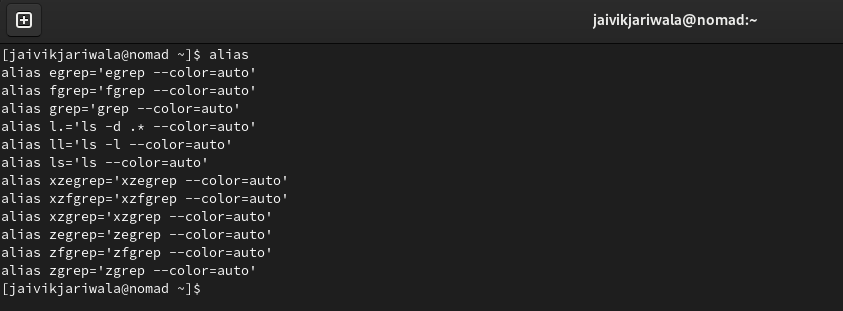 jaivikjariwala@nomad:~
[jaivikjariwala@nomad ~]$ alias
alias egrep='egrep --color=auto'
alias fgrep='fgrep --color=auto'
alias grep='grep --color=auto'
alias l.='ls -d .* --color=auto'
alias ll='ls -l --color=auto'
alias ls='ls --color=auto'
alias xzegrep='xzegrep --color=auto'
alias xzfgrep='xzfgrep --color=auto'
alias xzgrep='xzgrep --color=auto'
alias zegrep='zegrep --color=auto'
alias zfgrep='zfgrep --color=auto'
alias zgrep='zgrep --color=auto'
[jaivikjariwala@nomad ~]$